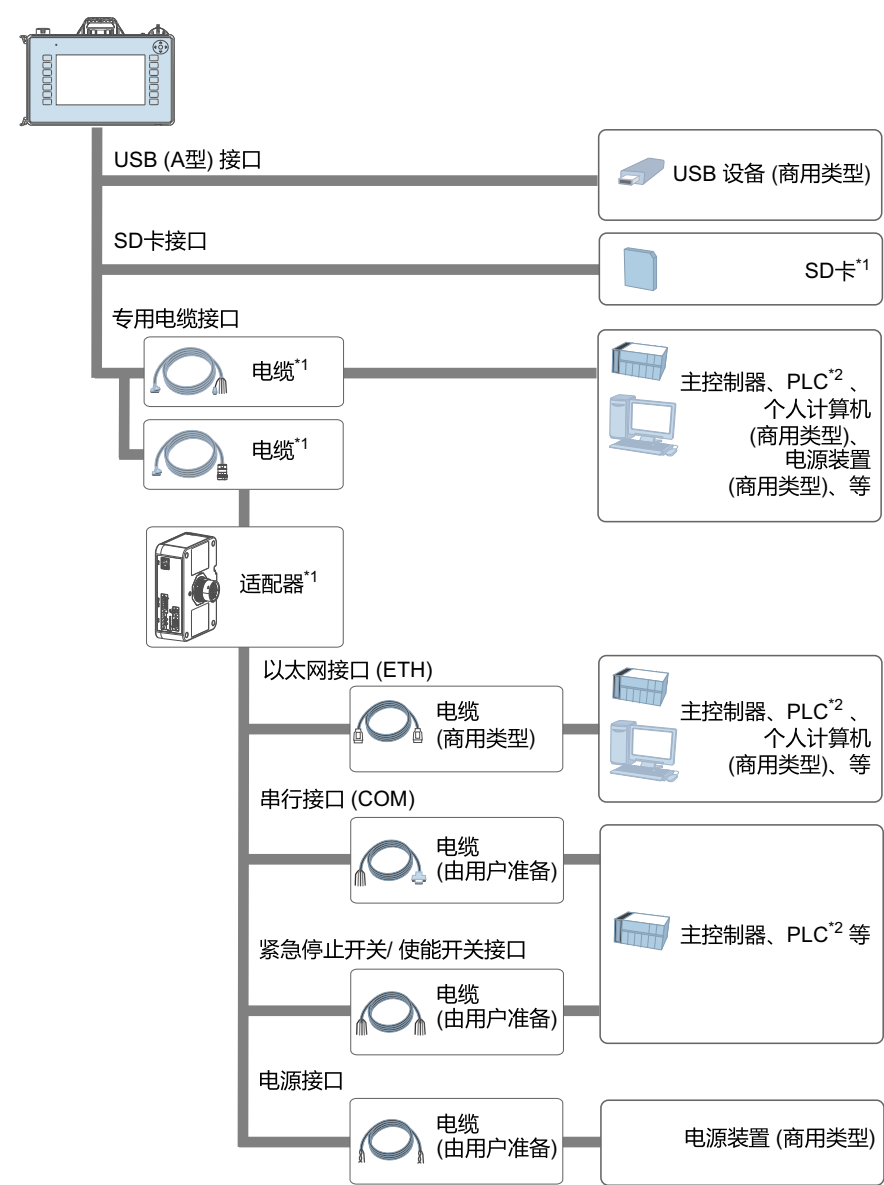 USB (A型) 接口
USB 设备 (商用类型)
SD卡接口
SD卡*1
专用电缆接口
电缆*1
主控制器、PLC*2 、
个人计算机
(商用类型)、
电源装置
(商用类型)、等
电缆*1
适配器*1
以太网接口 (ETH)
电缆
(商用类型)
主控制器、PLC*2 、
个人计算机
(商用类型)、等
串行接口 (COM)
电缆
(由用户准备)
主控制器、PLC*2 等
紧急停止开关/ 使能开关接口
电缆
(由用户准备)
电源接口
电缆
(由用户准备)
电源装置 (商用类型)